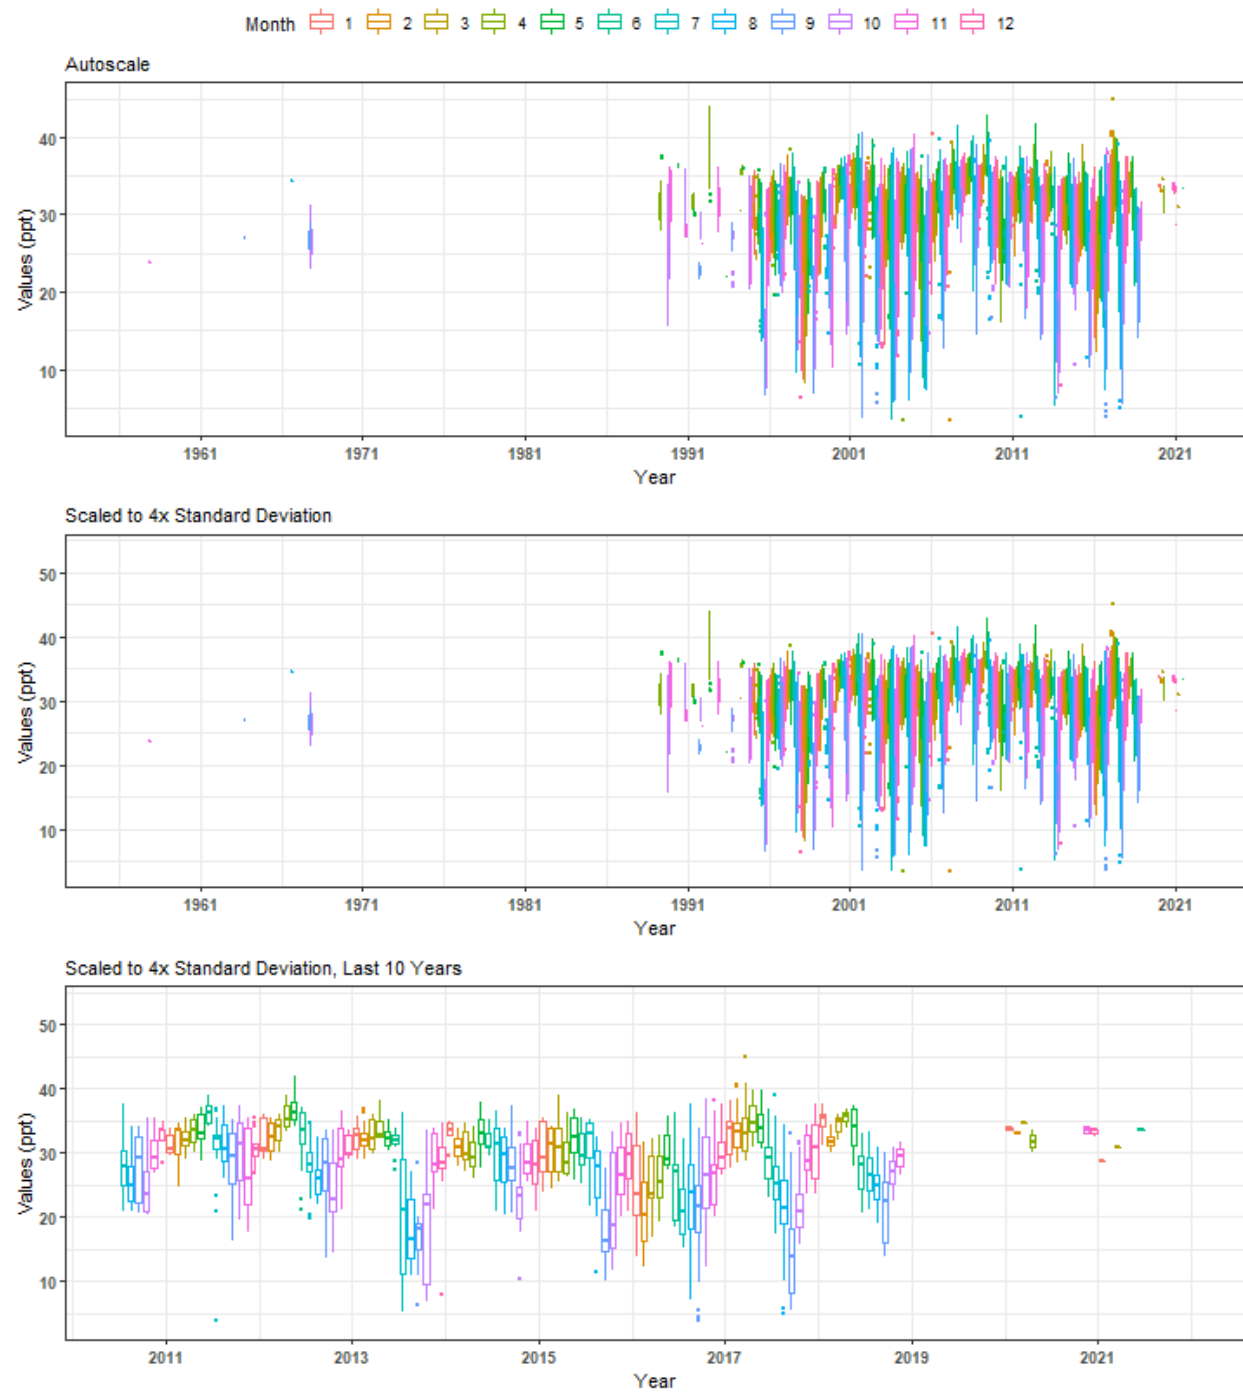 Month 1 2 3 4 5 6 7 8 9 10 11 12
Autoscale
Values (ppt)
40
30
20
10
1961 1971 1981 1991 2001 2011 2021
Year
Scaled to 4x Standard Deviation
Values (ppt)
50
40
30
20
10
1961 1971 1981 1991 2001 2011 2021
Year
Scaled to 4x Standard Deviation, Last 10 Years
Values (ppt)
50
40
30
20
10
2011 2013 2015 2017 2019 2021
Year